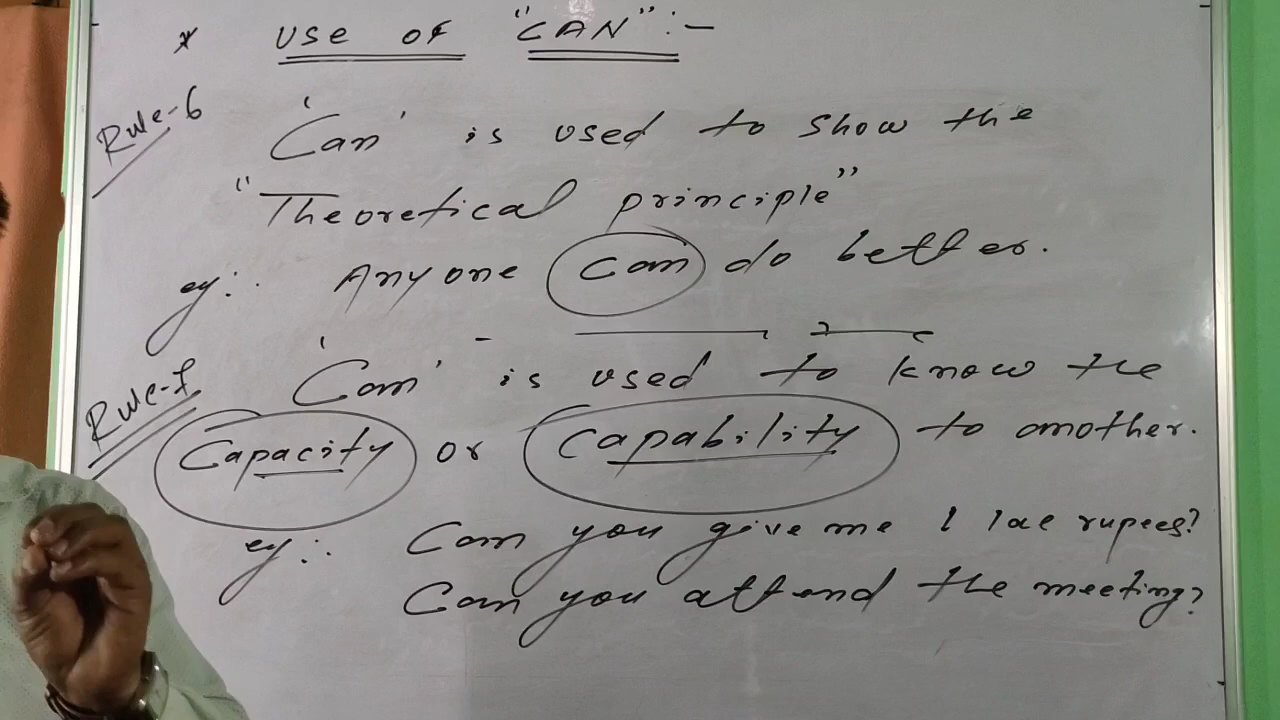 * USE OF "CAN" :-
Rule-6 'Can' is used to show the
"Theoretical principle"
eg:. Anyone can do better.
Rule-7 'Can' is used to know the
Capacity or Capability to another.
eg:. Can you give me 1 lac rupees?
Can you attend the meeting?